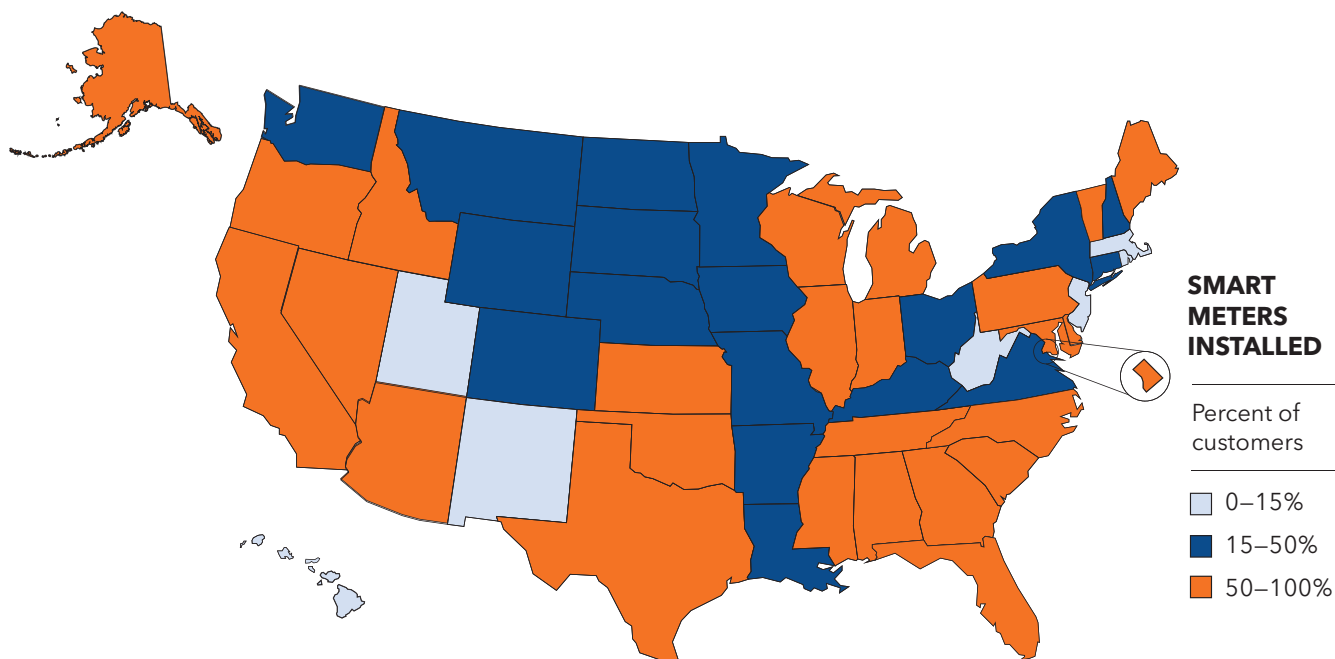 SMART
METERS
INSTALLED
Percent of
customers
0–15%
15–50%
50–100%